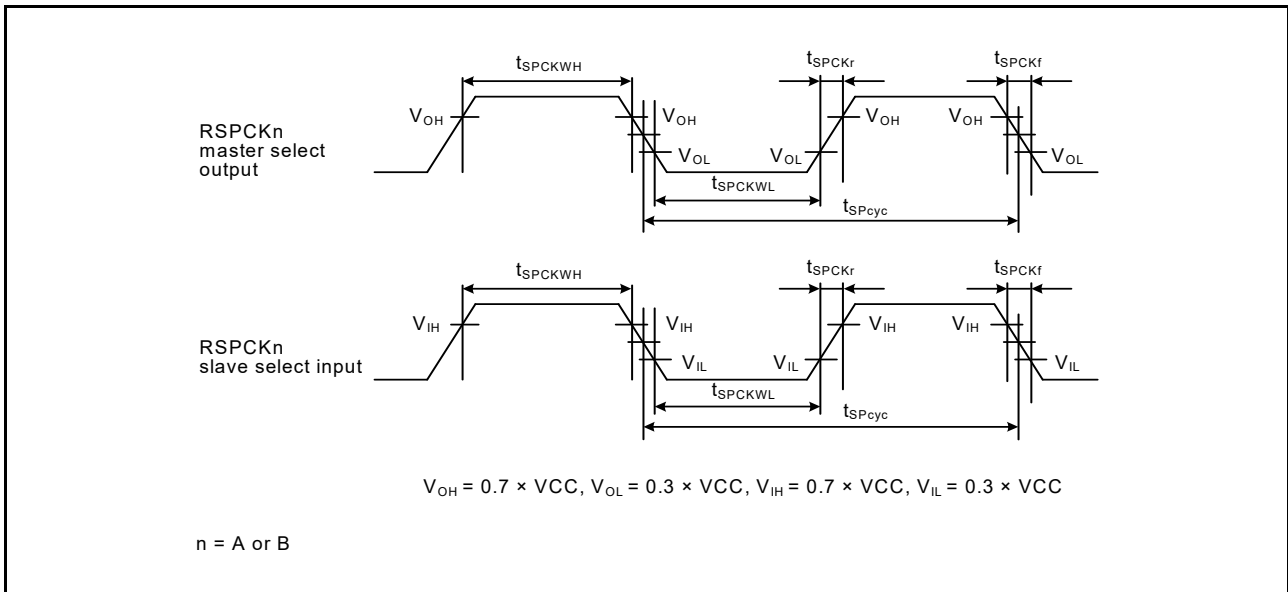 tSPCKWH
tSPCKr
tSPCKf
VOH
VOH
VOH
VOH
RSPCKn
master select
output
VOL
VOL
VOL
tSPCKWL
tSPcyc
tSPCKWH
tSPCKr
tSPCKf
VIH
VIH
VIH
VIH
RSPCKn
slave select input
VIL
VIL
VIL
tSPCKWL
tSPcyc
VOH = 0.7 × VCC, VOL = 0.3 × VCC, VIH = 0.7 × VCC, VIL = 0.3 × VCC
n = A or B